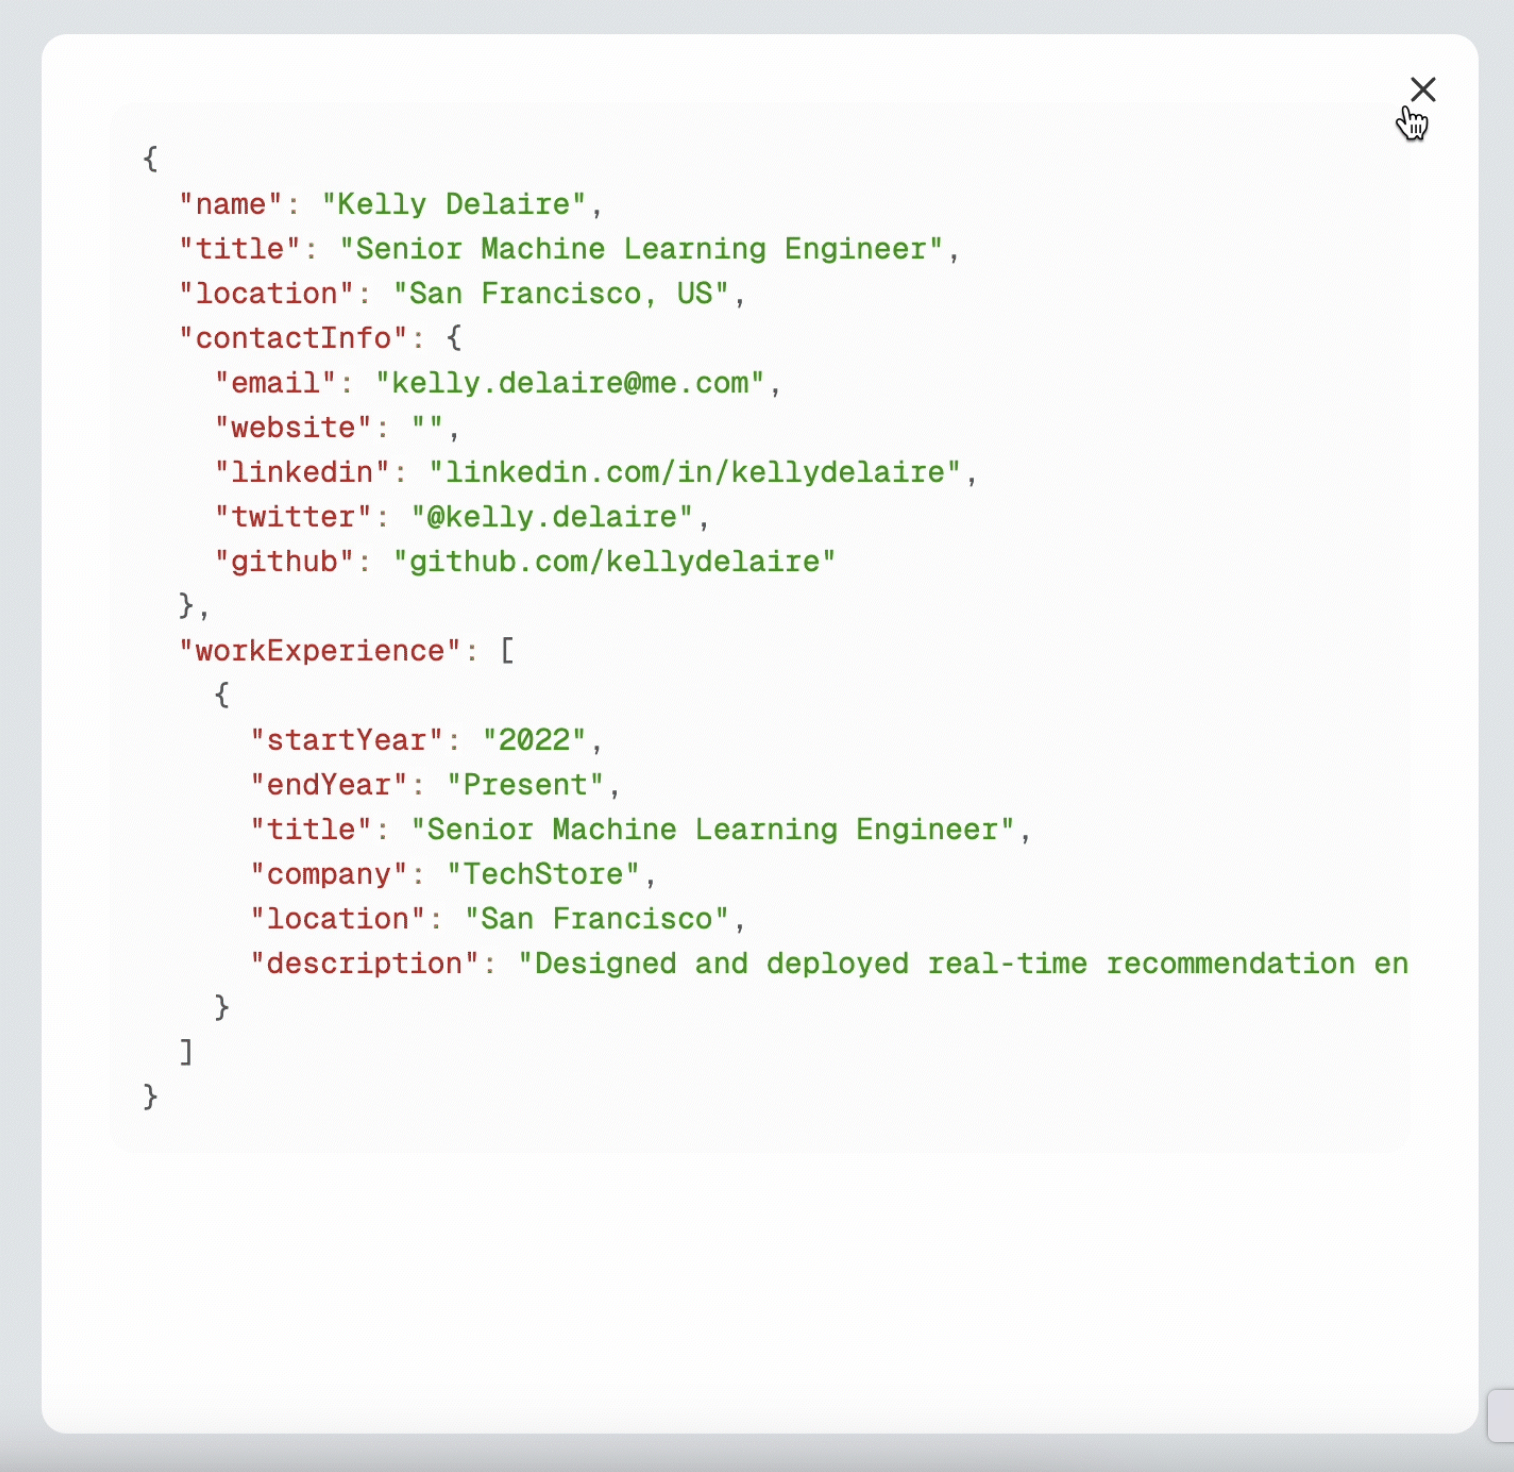 {
  "name": "Kelly Delaire",
  "title": "Senior Machine Learning Engineer",
  "location": "San Francisco, US",
  "contactInfo": {
    "email": "kelly.delaire@me.com",
    "website": "",
    "linkedin": "linkedin.com/in/kellydelaire",
    "twitter": "@kelly.delaire",
    "github": "github.com/kellydelaire"
  },
  "workExperience": [
    {
      "startYear": "2022",
      "endYear": "Present",
      "title": "Senior Machine Learning Engineer",
      "company": "TechStore",
      "location": "San Francisco",
      "description": "Designed and deployed real-time recommendation en
    }
  ]
}